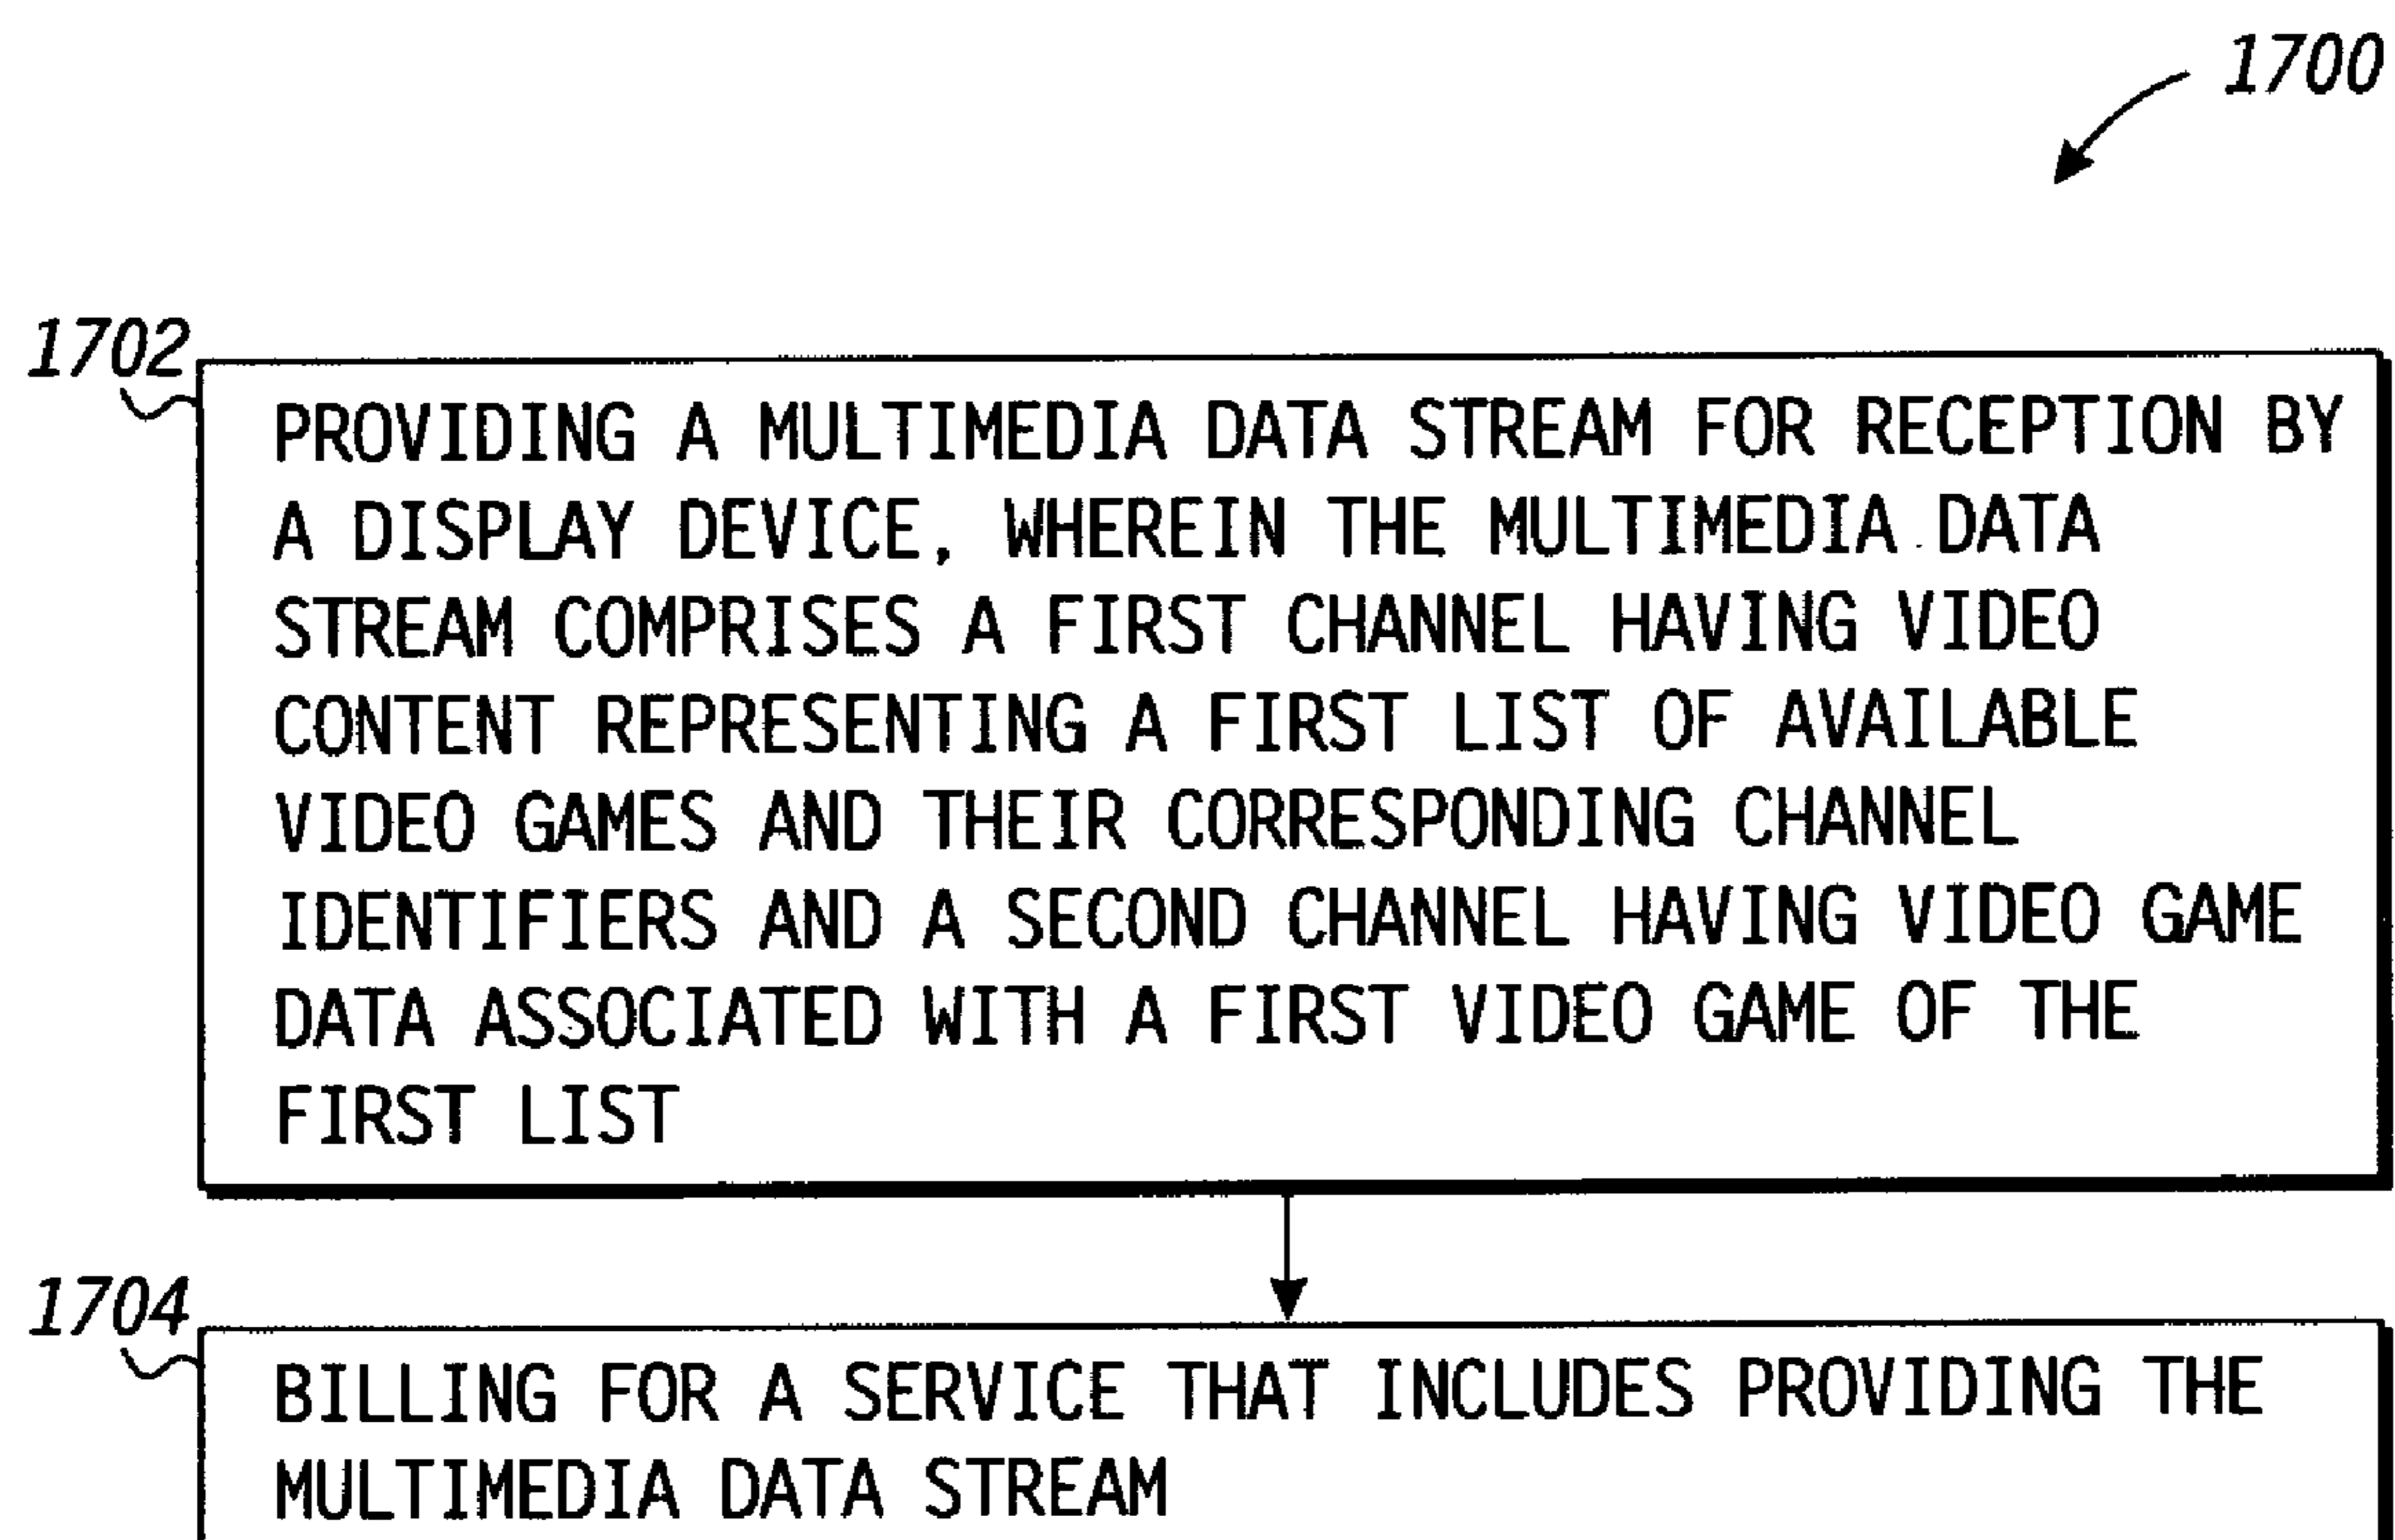 1700
1702
PROVIDING A MULTIMEDIA DATA STREAM FOR RECEPTION BY
A DISPLAY DEVICE, WHEREIN THE MULTIMEDIA DATA
STREAM COMPRISES A FIRST CHANNEL HAVING VIDEO
CONTENT REPRESENTING A FIRST LIST OF AVAILABLE
VIDEO GAMES AND THEIR CORRESPONDING CHANNEL
IDENTIFIERS AND A SECOND CHANNEL HAVING VIDEO GAME
DATA ASSOCIATED WITH A FIRST VIDEO GAME OF THE
FIRST LIST
1704
BILLING FOR A SERVICE THAT INCLUDES PROVIDING THE
MULTIMEDIA DATA STREAM